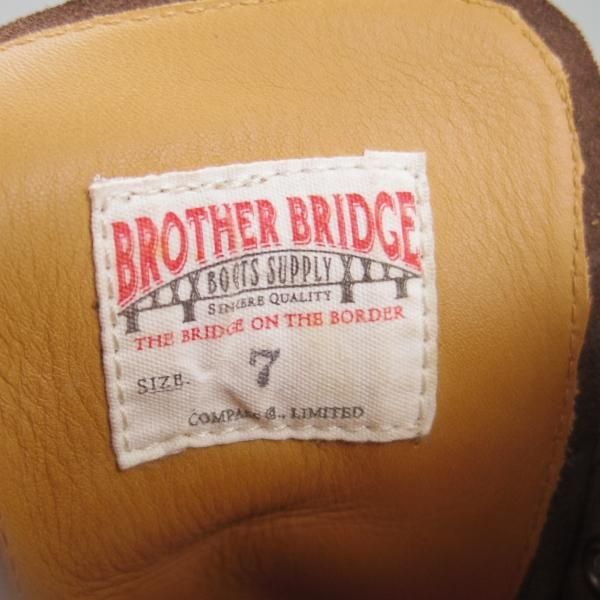 BROTHER BRIDGE
BOOTS SUPPLY
SINCERE QUALITY
THE BRIDGE ON THE BORDER
SIZE. 7
LIMITED